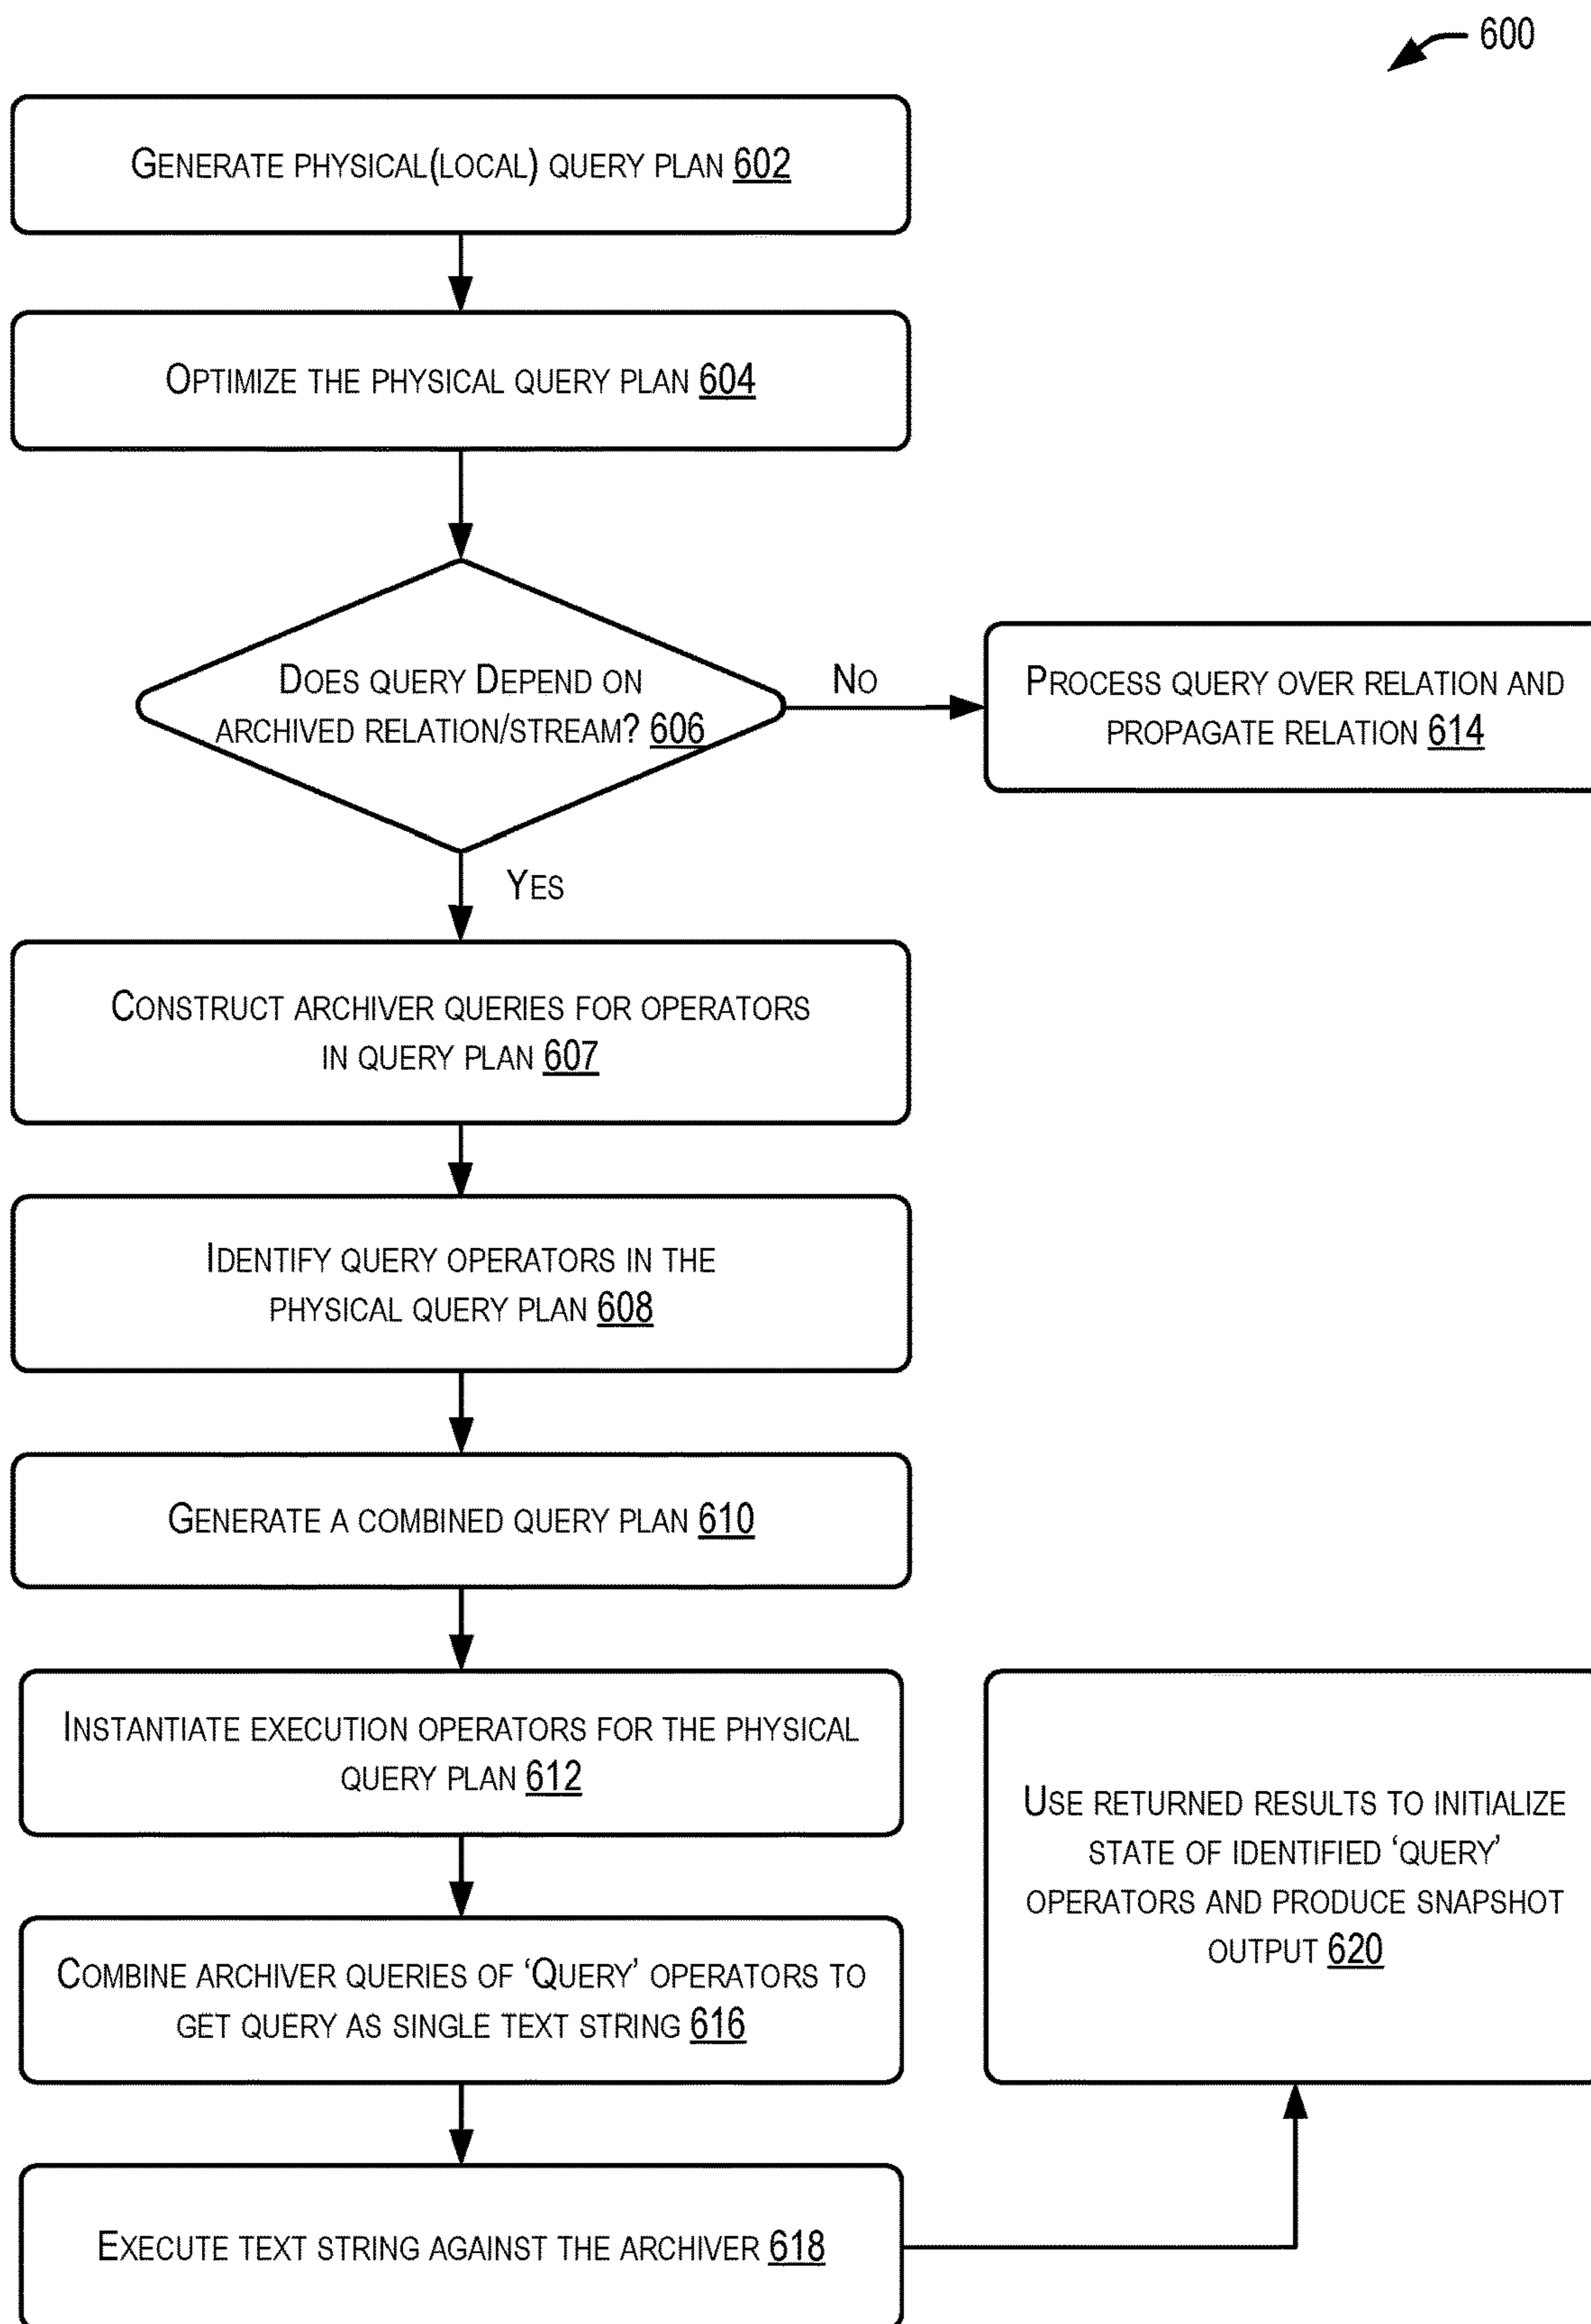 600
GENERATE PHYSICAL(LOCAL) QUERY PLAN 602
OPTIMIZE THE PHYSICAL QUERY PLAN 604
DOES QUERY DEPEND ON
ARCHIVED RELATION/STREAM? 606
NO
PROCESS QUERY OVER RELATION AND
PROPAGATE RELATION 614
YES
CONSTRUCT ARCHIVER QUERIES FOR OPERATORS
IN QUERY PLAN 607
IDENTIFY QUERY OPERATORS IN THE
PHYSICAL QUERY PLAN 608
GENERATE A COMBINED QUERY PLAN 610
INSTANTIATE EXECUTION OPERATORS FOR THE PHYSICAL
QUERY PLAN 612
COMBINE ARCHIVER QUERIES OF ‘QUERY’ OPERATORS TO
GET QUERY AS SINGLE TEXT STRING 616
EXECUTE TEXT STRING AGAINST THE ARCHIVER 618
USE RETURNED RESULTS TO INITIALIZE
STATE OF IDENTIFIED ‘QUERY’
OPERATORS AND PRODUCE SNAPSHOT
OUTPUT 620